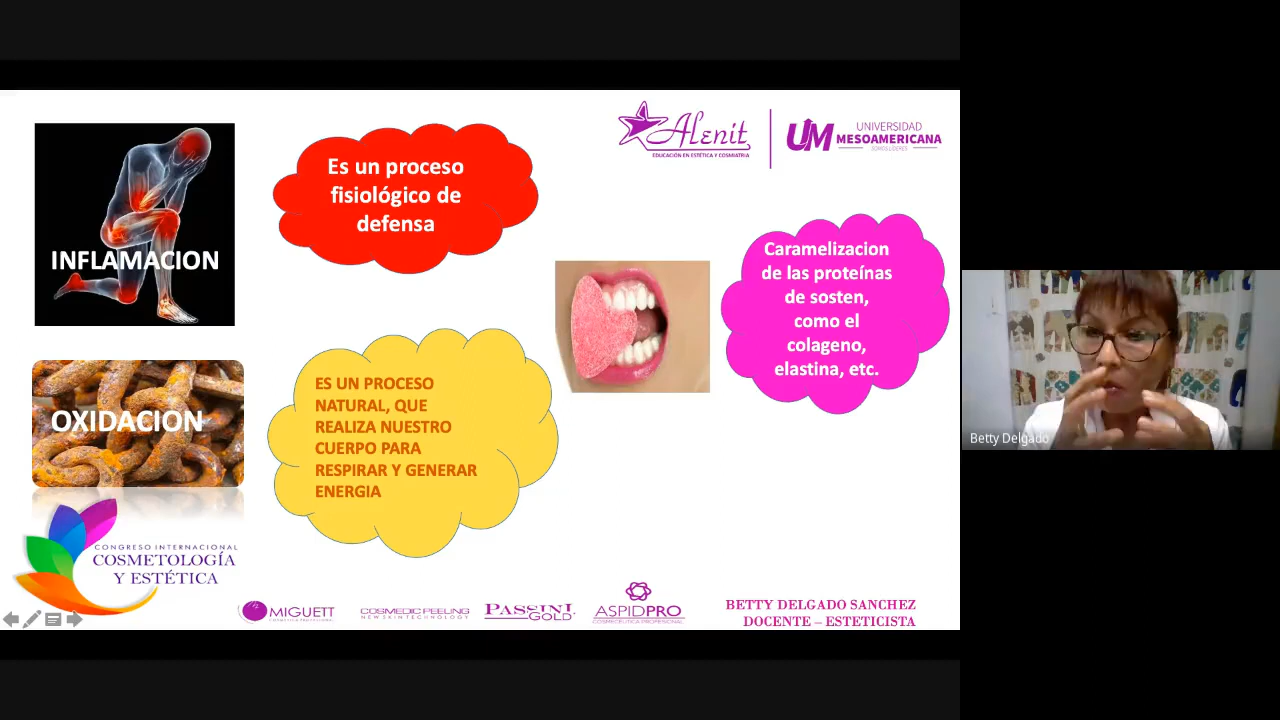 Alenit
EDUCACIÓN EN ESTÉTICA Y COSMIATRIA
UM
UNIVERSIDAD
MESOAMERICANA
SOMOS LIDERES
INFLAMACION
Es un proceso
fisiológico de
defensa
Caramelizacion
de las proteínas
de sosten,
como el
colageno,
elastina, etc.
OXIDACION
ES UN PROCESO
NATURAL, QUE
REALIZA NUESTRO
CUERPO PARA
RESPIRAR Y GENERAR
ENERGIA
CONGRESO INTERNACIONAL
COSMETOLOGÍA
Y ESTÉTICA
MIGUETT
COSMEDIC PEELING
NEW SKIN TECHNOLOGY
PASCINI
GOLD
ASPIDPRO
COSMECEUTICA PROFESIONAL
BETTY DELGADO SANCHEZ
DOCENTE – ESTETICISTA
Betty Delgado